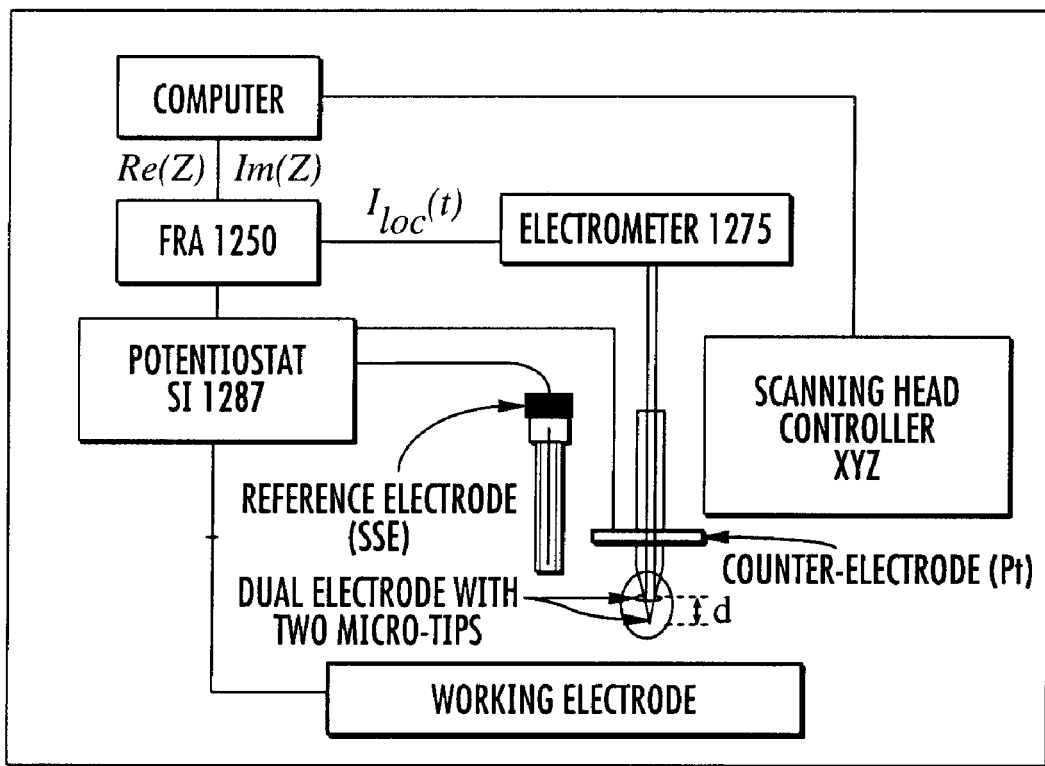 COMPUTER
Re(Z) Im(Z)
I_loc(t)
FRA 1250
ELECTROMETER 1275
POTENTIOSTAT
SI 1287
SCANNING HEAD
CONTROLLER
XYZ
REFERENCE ELECTRODE
(SSE)
COUNTER-ELECTRODE (Pt)
DUAL ELECTRODE WITH
TWO MICRO-TIPS
d
WORKING ELECTRODE